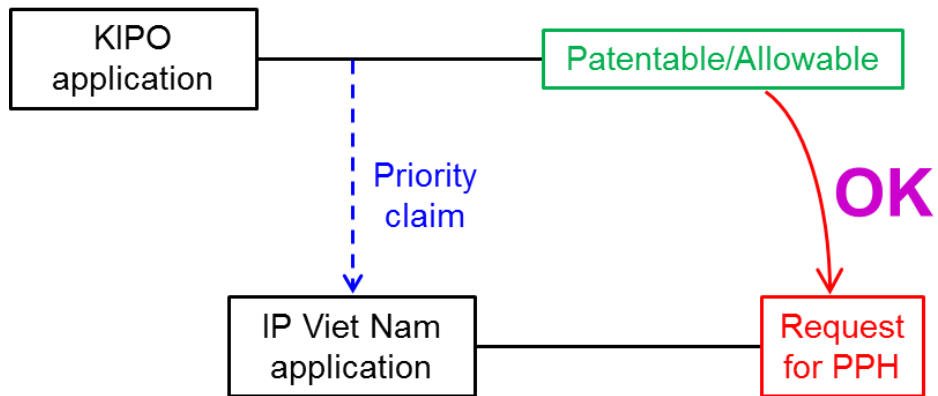 KIPO
application
Patentable/Allowable
Priority
claim
OK
IP Viet Nam
application
Request
for PPH